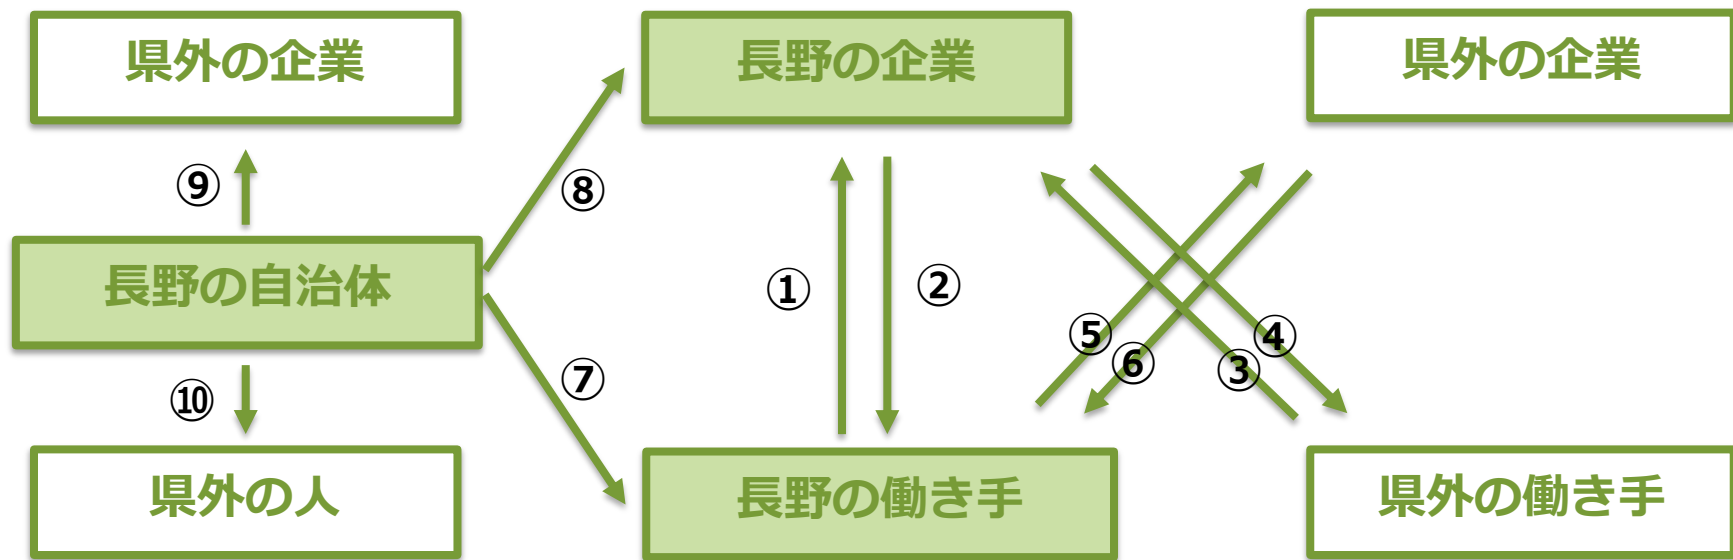 県外の企業
長野の企業
県外の企業
⑨
⑧
長野の自治体
①
②
⑤
④
⑥
③
⑩
⑦
県外の人
長野の働き手
県外の働き手